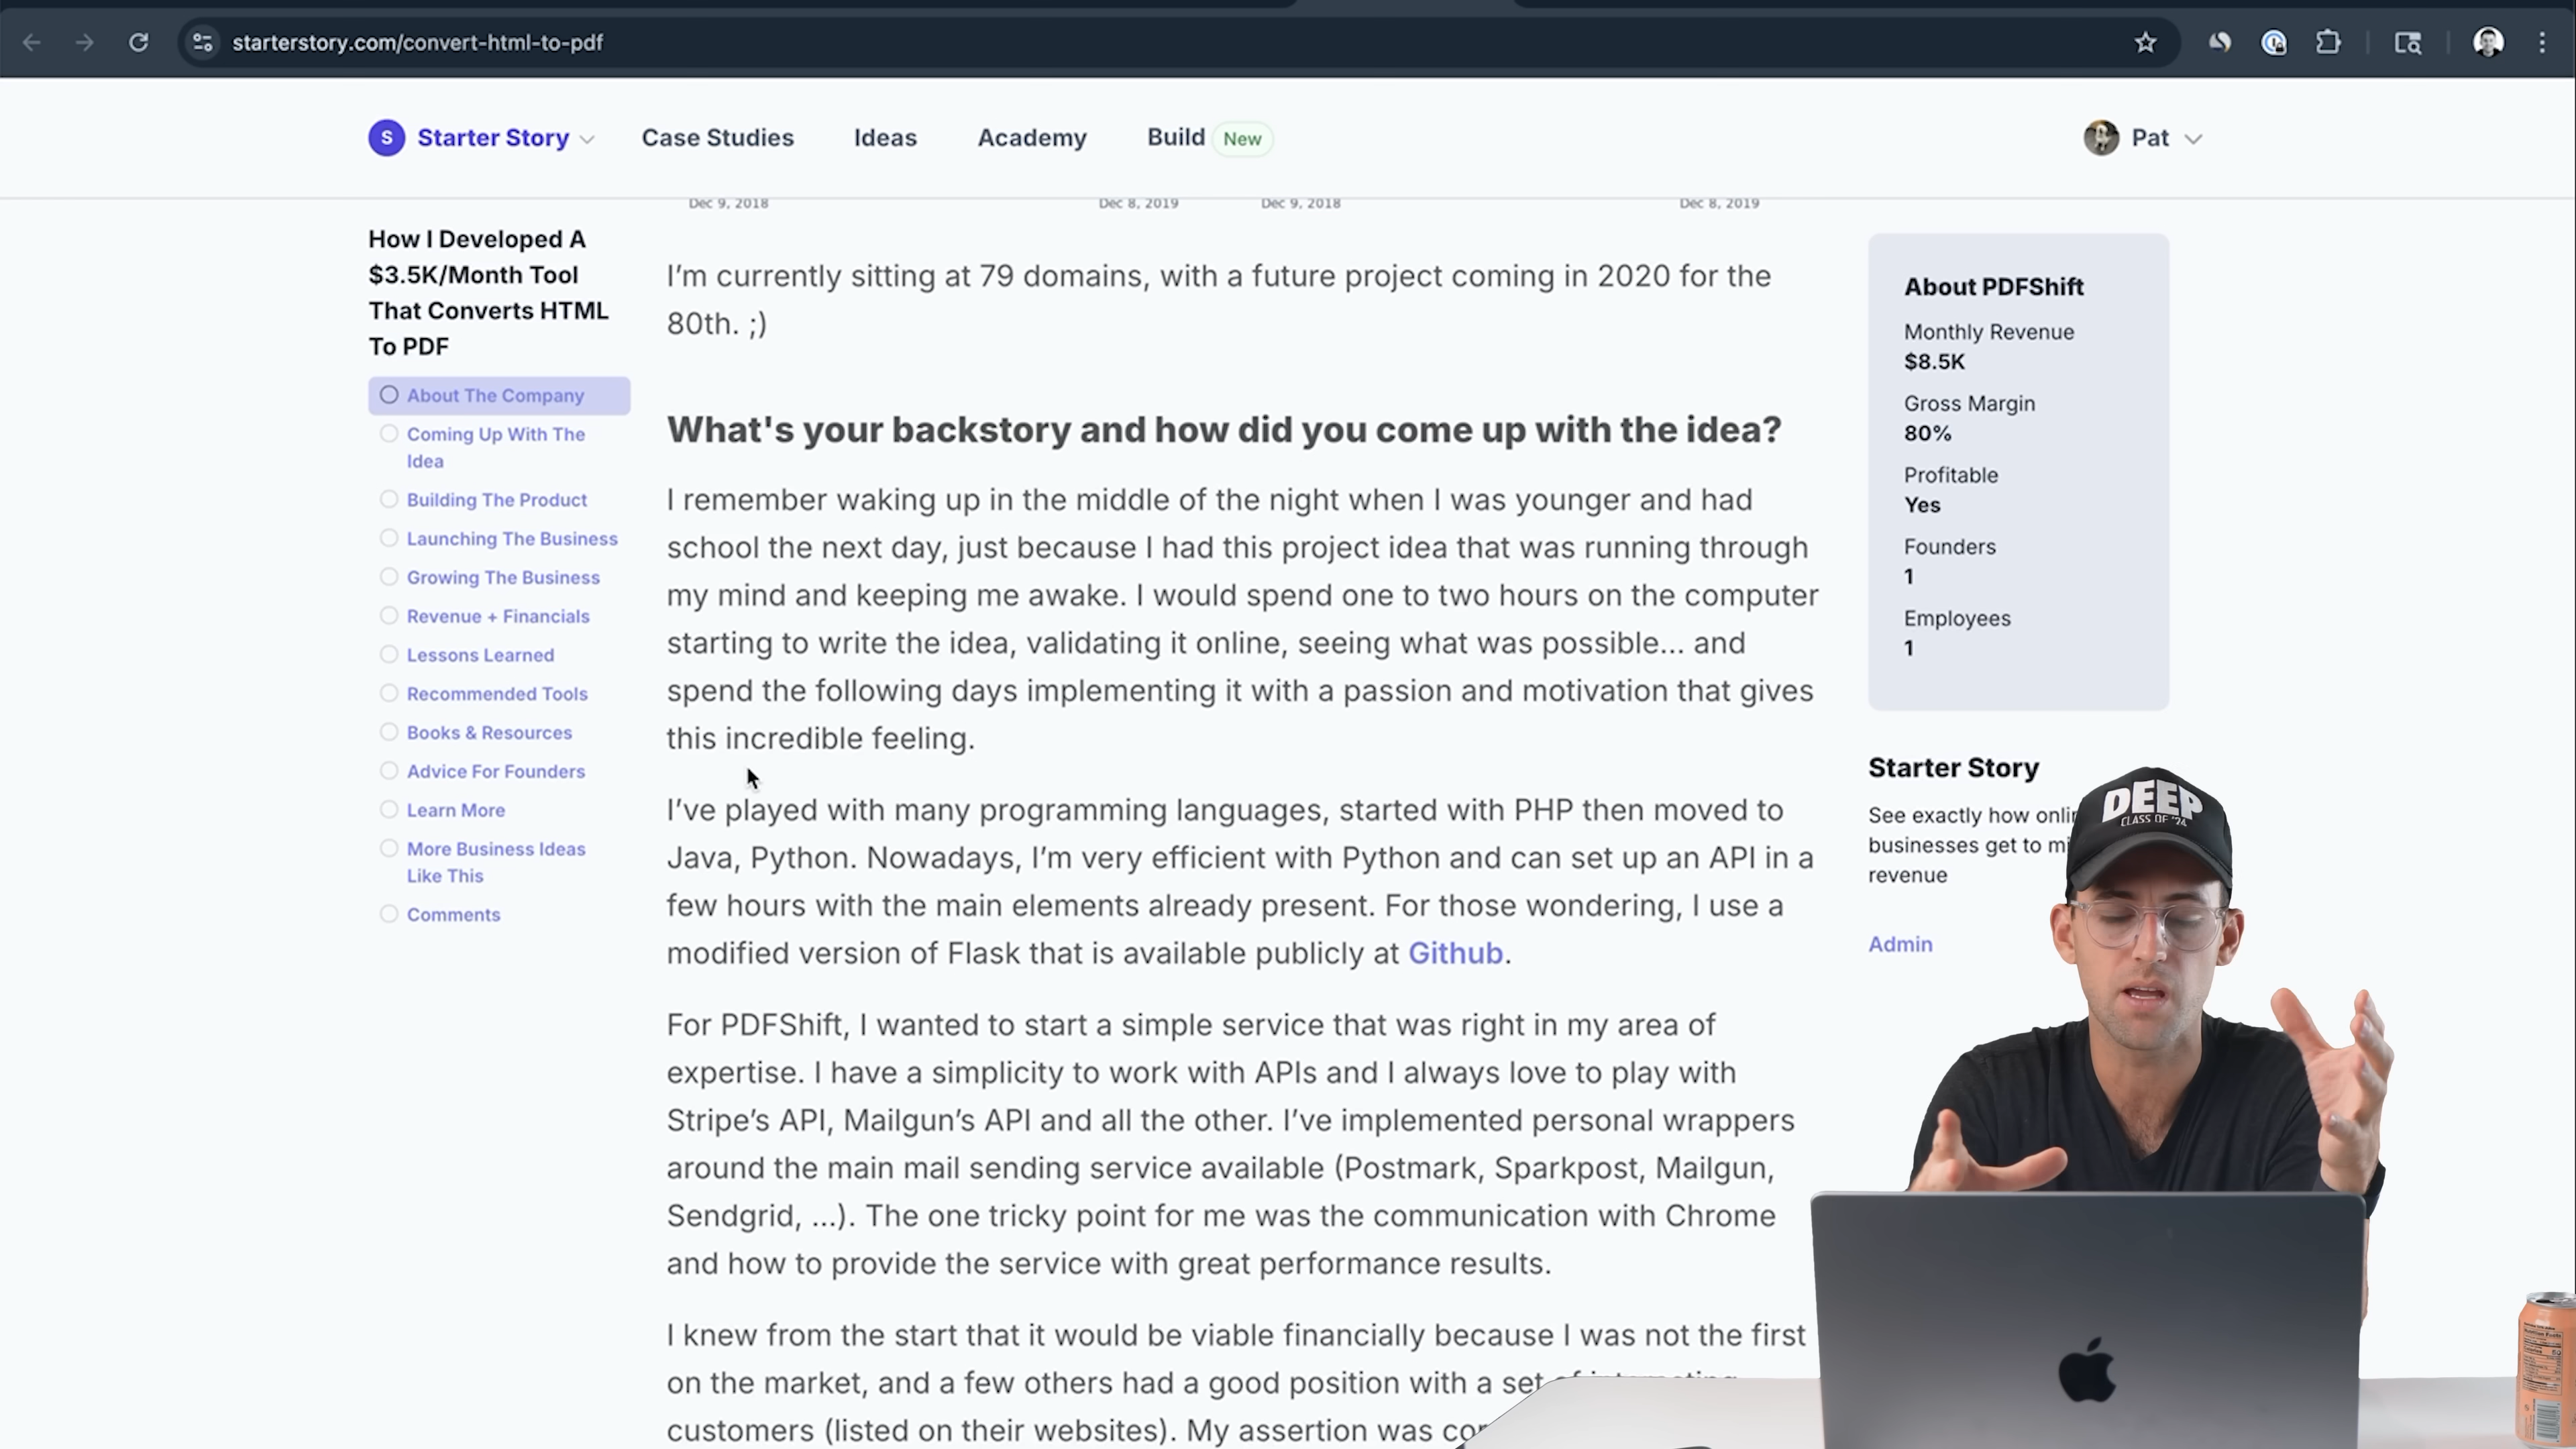 starterstory.com/convert-html-to-pdf
S Starter Story
Case Studies
Ideas
Academy
Build New
Pat
Dec 9, 2018
Dec 8, 2019
Dec 9, 2018
Dec 8, 2019
How I Developed A
$3.5K/Month Tool
That Converts HTML
To PDF
About The Company
Coming Up With The
Idea
Building The Product
Launching The Business
Growing The Business
Revenue + Financials
Lessons Learned
Recommended Tools
Books & Resources
Advice For Founders
Learn More
More Business Ideas
Like This
Comments
I’m currently sitting at 79 domains, with a future project coming in 2020 for the
80th. ;)
What's your backstory and how did you come up with the idea?
I remember waking up in the middle of the night when I was younger and had
school the next day, just because I had this project idea that was running through
my mind and keeping me awake. I would spend one to two hours on the computer
starting to write the idea, validating it online, seeing what was possible... and
spend the following days implementing it with a passion and motivation that gives
this incredible feeling.
I’ve played with many programming languages, started with PHP then moved to
Java, Python. Nowadays, I’m very efficient with Python and can set up an API in a
few hours with the main elements already present. For those wondering, I use a
modified version of Flask that is available publicly at Github.
For PDFShift, I wanted to start a simple service that was right in my area of
expertise. I have a simplicity to work with APIs and I always love to play with
Stripe’s API, Mailgun’s API and all the other. I’ve implemented personal wrappers
around the main mail sending service available (Postmark, Sparkpost, Mailgun,
Sendgrid, ...). The one tricky point for me was the communication with Chrome
and how to provide the service with great performance results.
I knew from the start that it would be viable financially because I was not the first
on the market, and a few others had a good position with a set of
customers (listed on their websites). My assertion was
About PDFShift
Monthly Revenue
$8.5K
Gross Margin
80%
Profitable
Yes
Founders
1
Employees
1
Starter Story
See exactly how
businesses get to
revenue
Admin
DEEP
CLASS OF '24